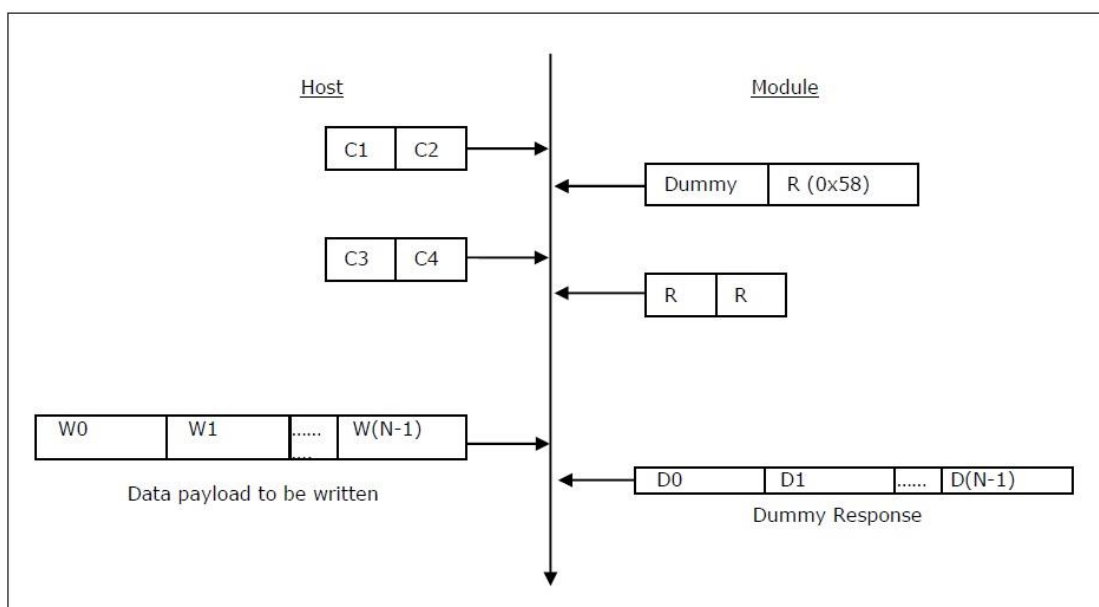 Host
Module
C1 C2
Dummy R (0x58)
C3 C4
R R
W0 W1 ...... .... W(N-1)
D0 D1 ...... D(N-1)
Data payload to be written
Dummy Response